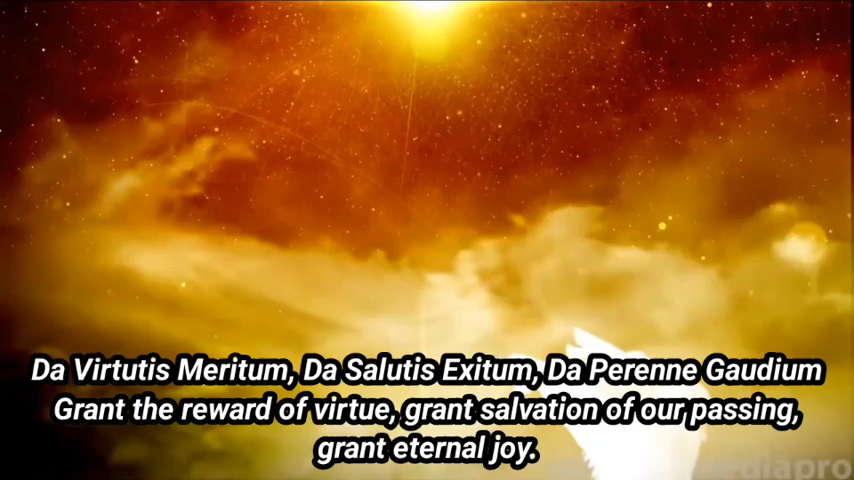 Da Virtutis Meritum, Da Salutis Exitum, Da Perenne Gaudium
Grant the reward of virtue, grant salvation of our passing,
grant eternal joy.